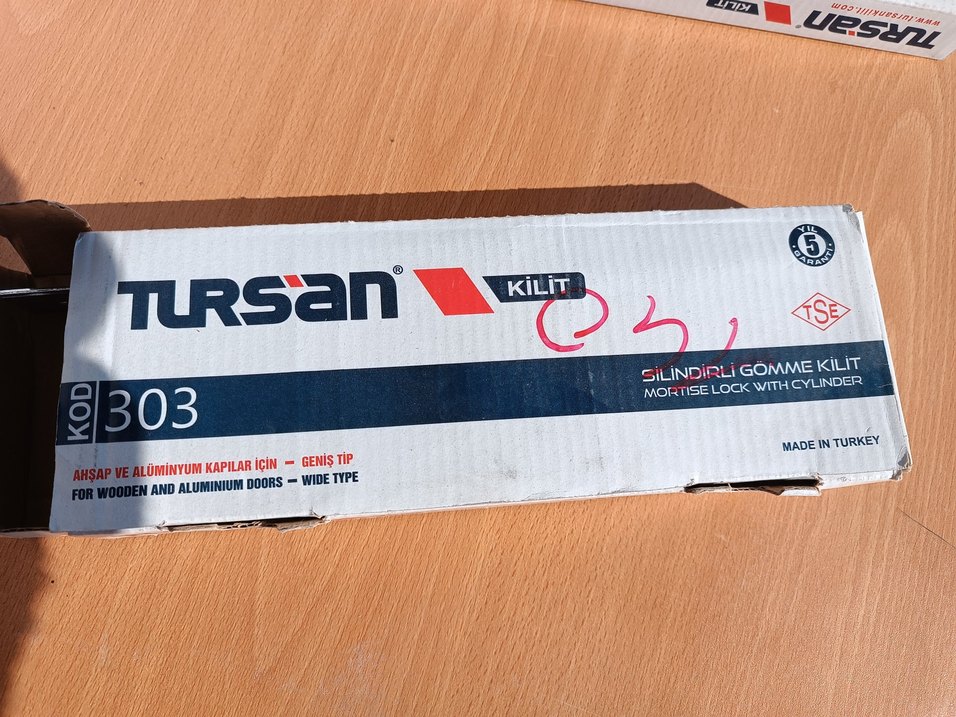 www.tursankilit.com
TURSAN KİLİT
TURSAN® KİLİT
5 YIL GARANTİ
TSE
KOD 303
SİLİNDİRLİ GÖMME KİLİT
MORTISE LOCK WITH CYLINDER
MADE IN TURKEY
AHŞAP VE ALÜMİNYUM KAPILAR İÇİN – GENİŞ TİP
FOR WOODEN AND ALUMINIUM DOORS – WIDE TYPE